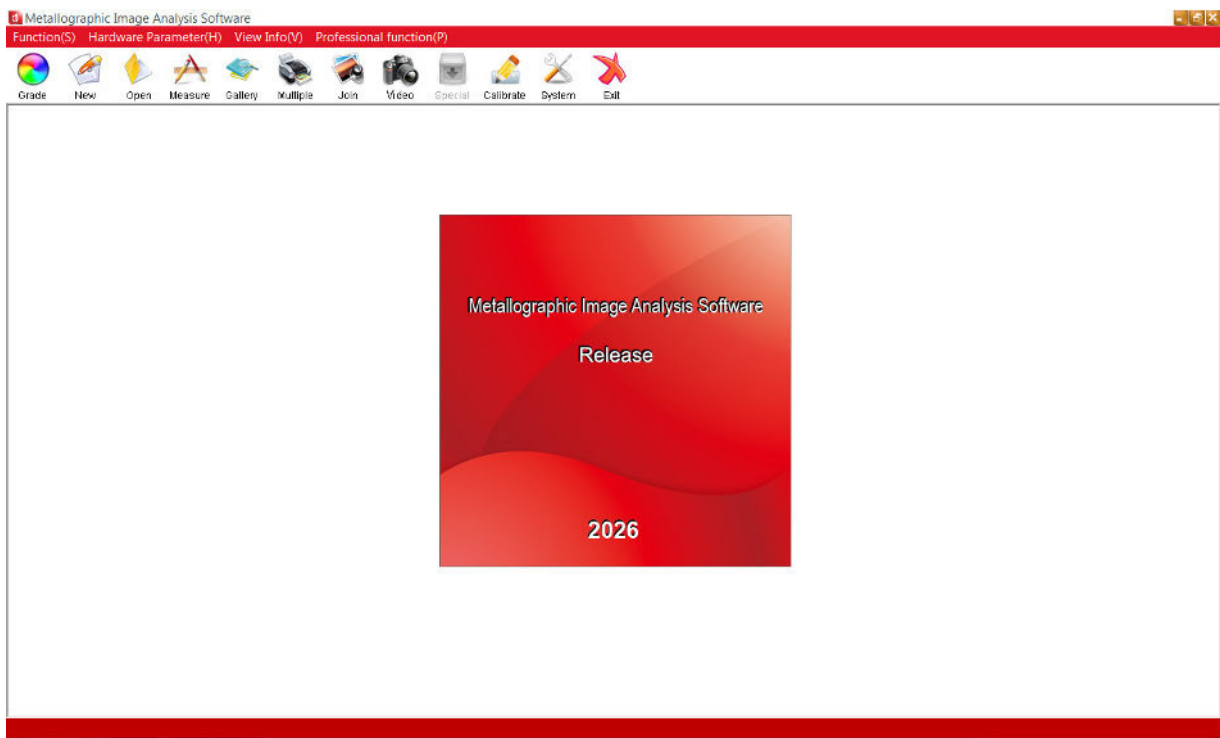 Metallographic Image Analysis Software
Function(S) Hardware Parameter(H) View Info(V) Professional function(P)
Grade New Open Measure Gallery Multiple Join Video Special Calibrate System Exit
Metallographic Image Analysis Software
Release
2026